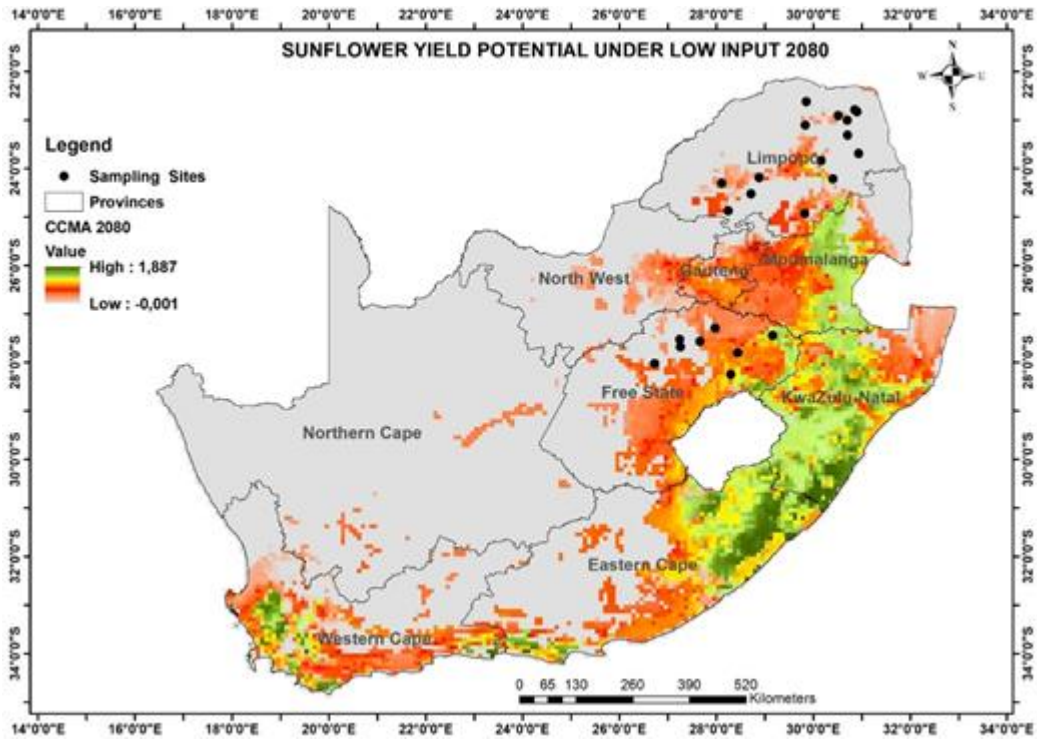 14°0'0"E 16°0'0"E 18°0'0"E 20°0'0"E 22°0'0"E 24°0'0"E 26°0'0"E 28°0'0"E 30°0'0"E 32°0'0"E 34°0'0"E
SUNFLOWER YIELD POTENTIAL UNDER LOW INPUT 2080
N
W
S
22°0'0"S 22°0'0"S
Legend
Sampling Sites
Provinces
CCMA 2080
Value
High : 1,887
Low : -0,001
Limpopo
24°0'0"S 24°0'0"S
North West
Gauteng
Mpumalanga
26°0'0"S 26°0'0"S
28°0'0"S 28°0'0"S
Free State
KwaZulu-Natal
Northern Cape
30°0'0"S 30°0'0"S
Eastern Cape
32°0'0"S 32°0'0"S
Western Cape
34°0'0"S 34°0'0"S
0 65 130 260 390 520
Kilometers
14°0'0"E 16°0'0"E 18°0'0"E 20°0'0"E 22°0'0"E 24°0'0"E 26°0'0"E 28°0'0"E 30°0'0"E 32°0'0"E 34°0'0"E